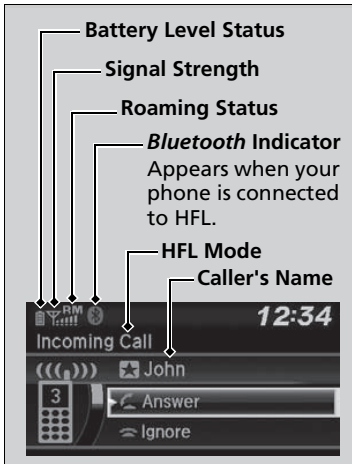 Battery Level Status
Signal Strength
Roaming Status
Bluetooth Indicator
Appears when your
phone is connected
to HFL.
HFL Mode
Caller's Name
RM
12:34
Incoming Call
John
3
Answer
Ignore